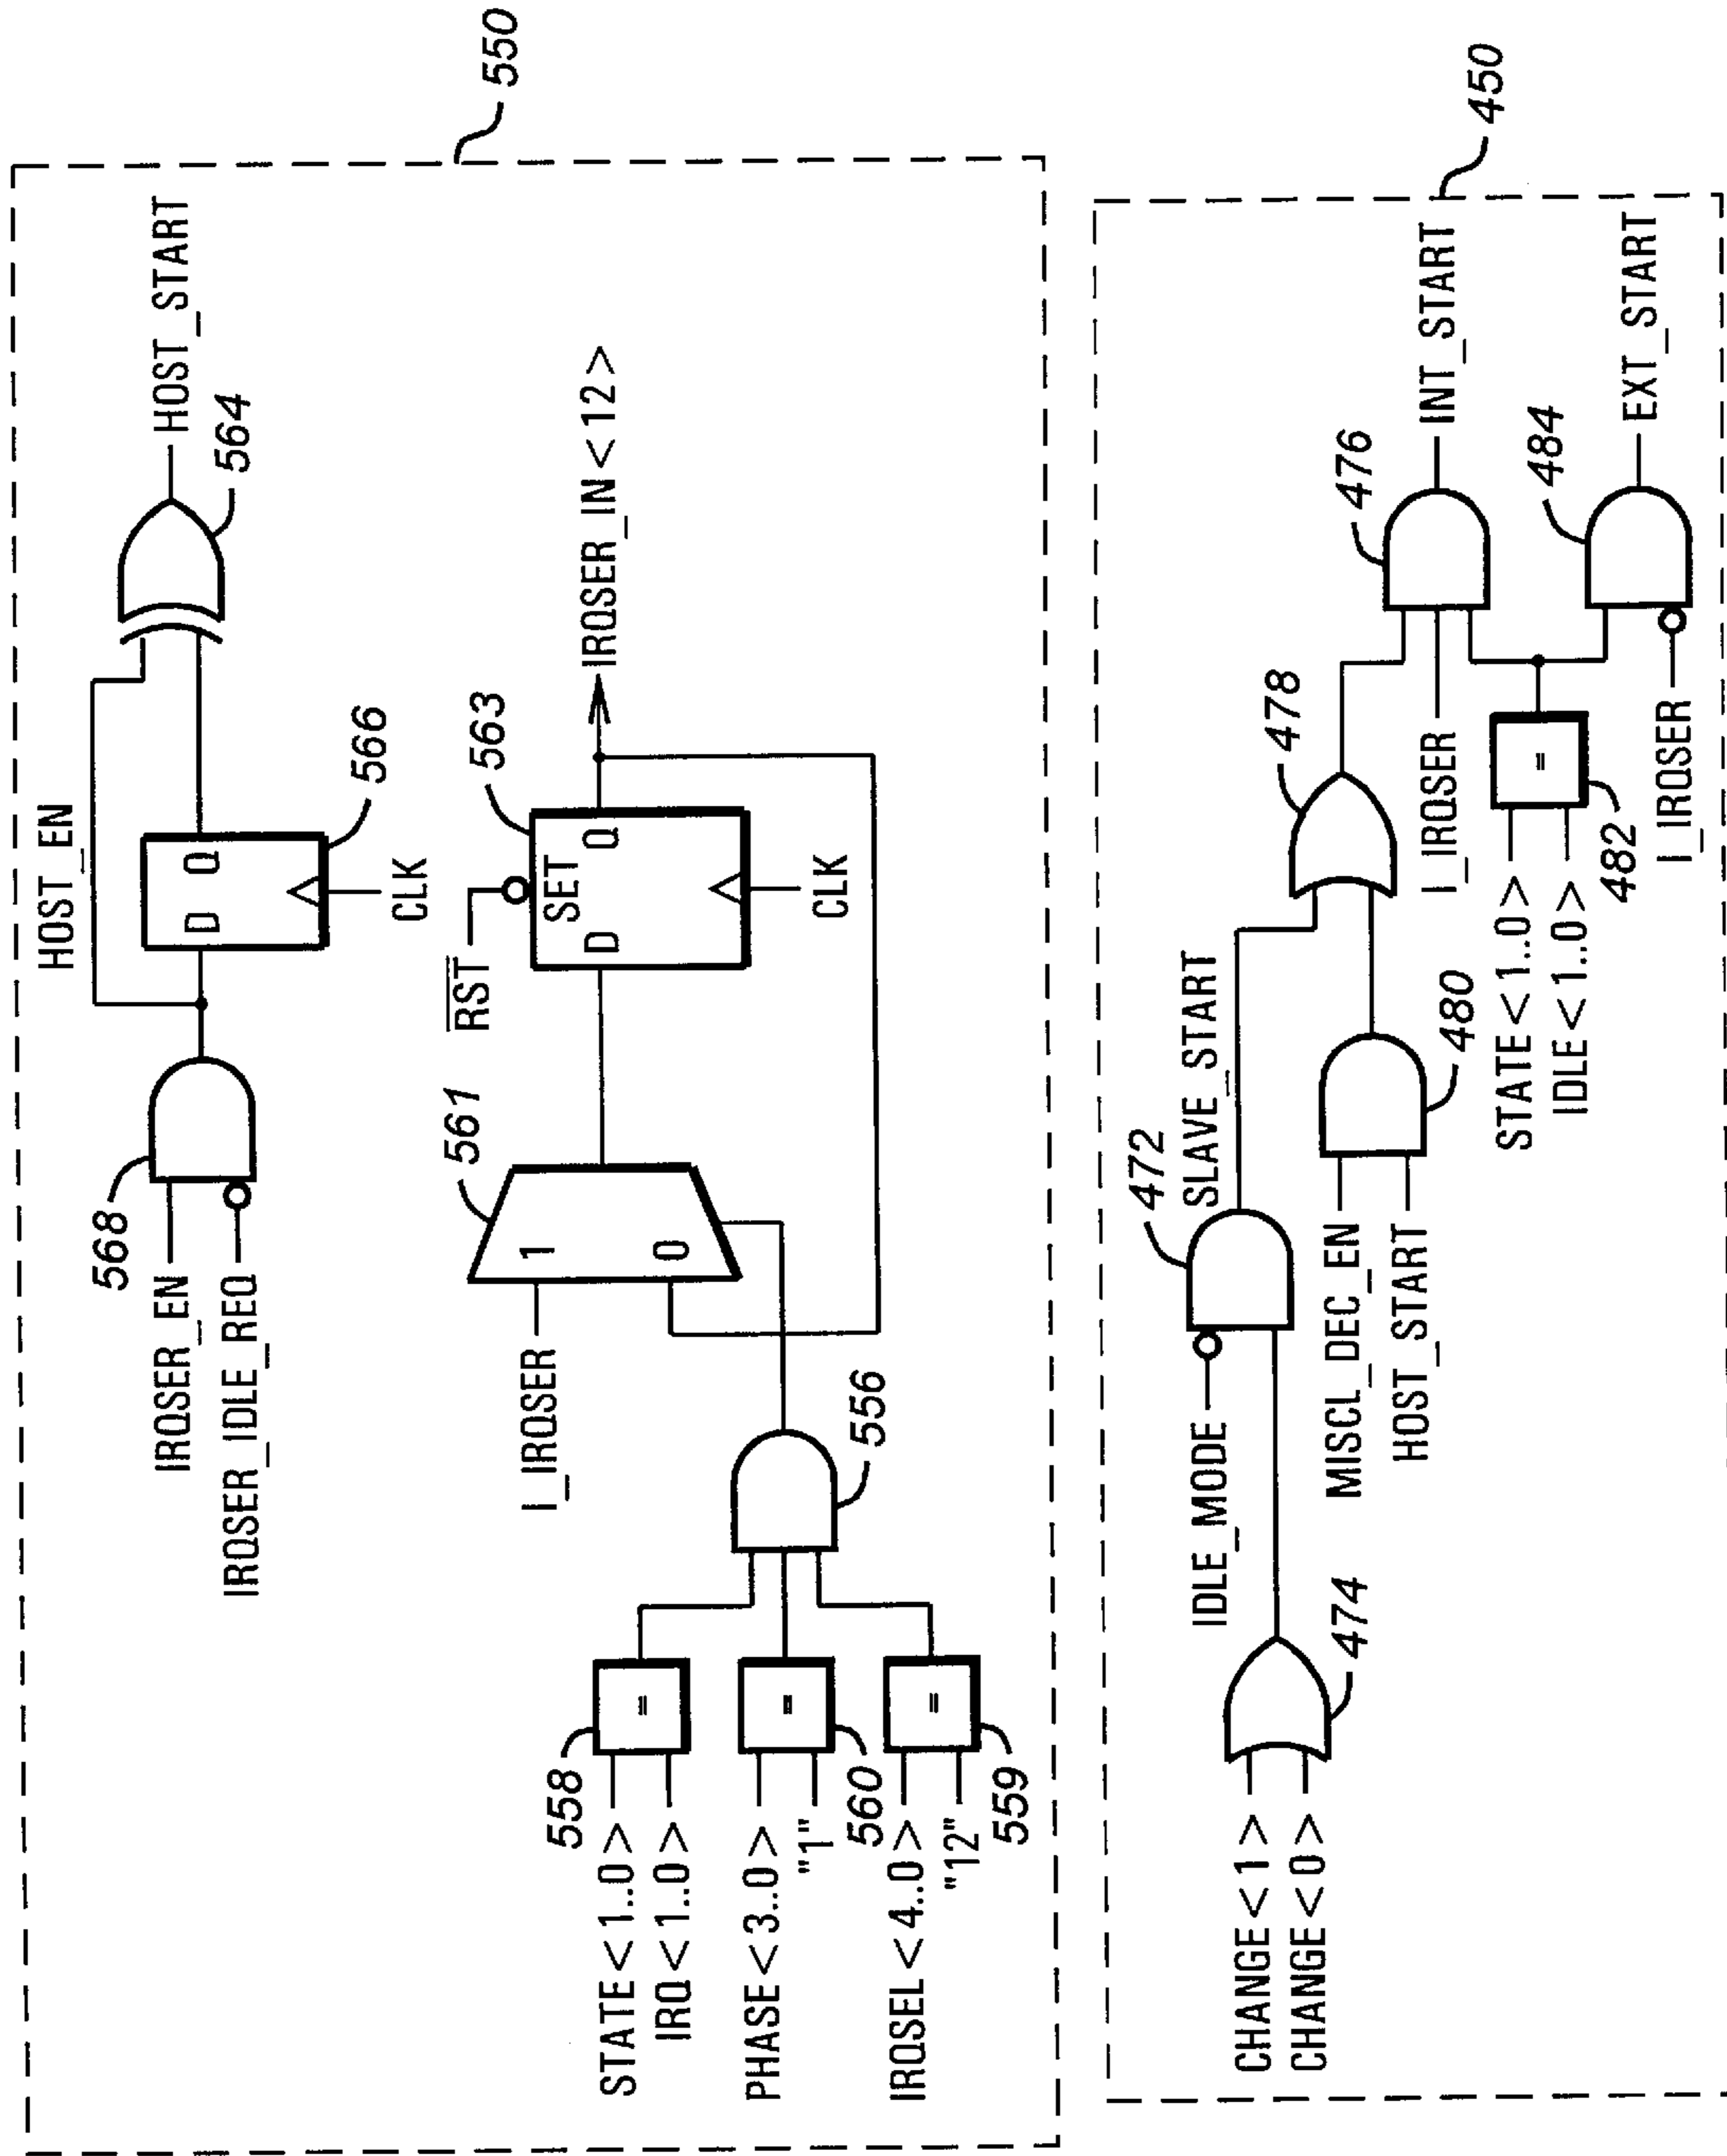 HOST_EN
HOST_START
564
568
IRQSER_EN
IRQSER_IDLE_REQ
D
Q
566
CLK
550
561
I_IRQSER
1
0
RST
SET
D
Q
563
CLK
IRQSER_IN<12>
558
STATE<1..0>
IRQ<1..0>
=
PHASE<3..0>
"1"
=
560
IRQSEL<4..0>
"12"
=
559
556
450
472
SLAVE_START
IDLE_MODE
CHANGE<1>
CHANGE<0>
474
MISCL_DEC_EN
HOST_START
480
478
476
INT_START
I_IRQSER
STATE<1..0>
IDLE<1..0>
=
482
484
EXT_START
I_IRQSER